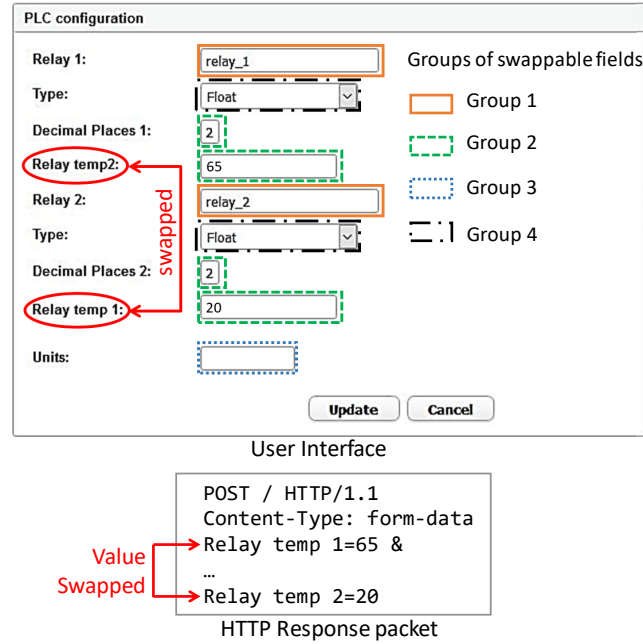 PLC configuration
Relay 1: relay_1
Type: Float
Decimal Places 1: 2
Relay temp2: 65
Relay 2: relay_2
Type: Float
Decimal Places 2: 2
Relay temp 1: 20
Units:
Update Cancel
swapped
Groups of swappable fields
Group 1
Group 2
Group 3
Group 4
User Interface
POST / HTTP/1.1
Content-Type: form-data
Relay temp 1=65 &
…
Relay temp 2=20
Value
Swapped
HTTP Response packet